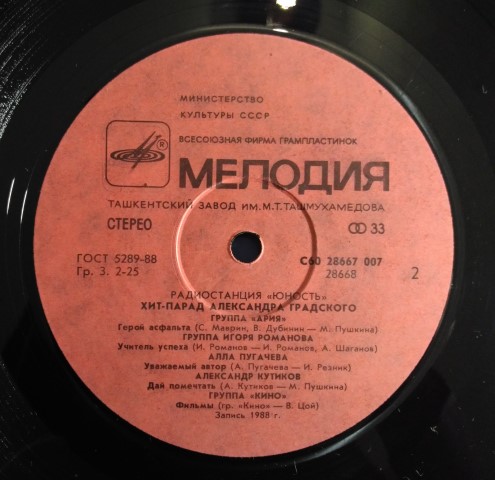 МИНИСТЕРСТВО
КУЛЬТУРЫ СССР
ВСЕСОЮЗНАЯ ФИРМА ГРАМПЛАСТИНОК
®
МЕЛОДИЯ
ТАШКЕНТСКИЙ ЗАВОД ИМ. М.Т. ТАШМУХАМЕДОВА
СТЕРЕО 33
ГОСТ 5289-88 С60 28667 007
Гр. 3. 2-25 28668 2
РАДИОСТАНЦИЯ «ЮНОСТЬ»
ХИТ-ПАРАД АЛЕКСАНДРА ГРАДСКОГО
ГРУППА «АРИЯ»
Герой асфальта (С. Маврин, В. Дубинин — М. Пушкина)
ГРУППА ИГОРЯ РОМАНОВА
Учитель успеха (И. Романов — И. Романов, А. Шаганов)
АЛЛА ПУГАЧЕВА
Уважаемый автор (А. Пугачева — И. Резник)
АЛЕКСАНДР КУТИКОВ
Дай помечтать (А. Кутиков — М. Пушкина)
ГРУППА «КИНО»
Фильмы (гр. «Кино» — В. Цой)
Запись 1988 г.